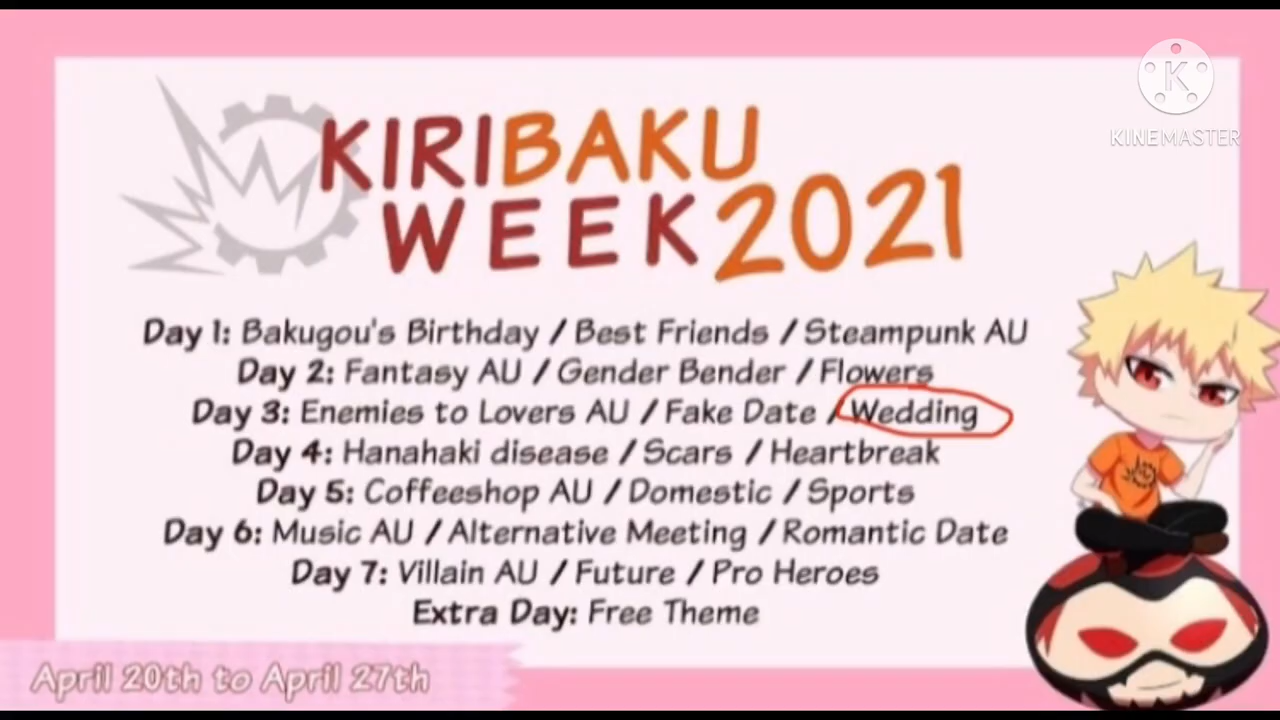 KINEMASTER
KIRIBAKU
WEEK 2021
Day 1: Bakugou's Birthday / Best Friends / Steampunk AU
Day 2: Fantasy AU / Gender Bender / Flowers
Day 3: Enemies to Lovers AU / Fake Date / Wedding
Day 4: Hanahaki disease / Scars / Heartbreak
Day 5: Coffeeshop AU / Domestic / Sports
Day 6: Music AU / Alternative Meeting / Romantic Date
Day 7: Villain AU / Future / Pro Heroes
Extra Day: Free Theme
April 20th to April 27th